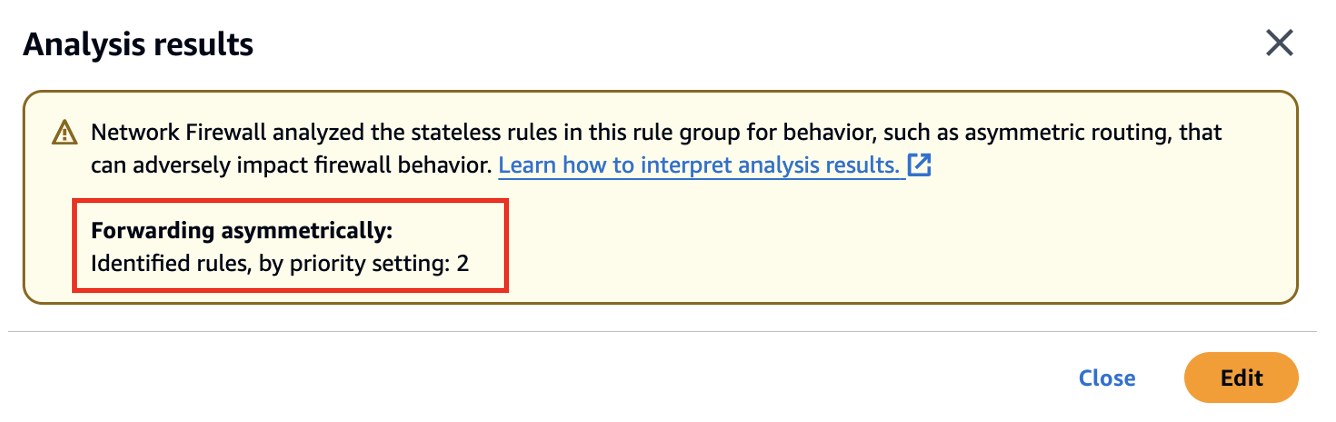 Analysis results
Network Firewall analyzed the stateless rules in this rule group for behavior, such as asymmetric routing, that
can adversely impact firewall behavior. Learn how to interpret analysis results.
Forwarding asymmetrically:
Identified rules, by priority setting: 2
Close
Edit